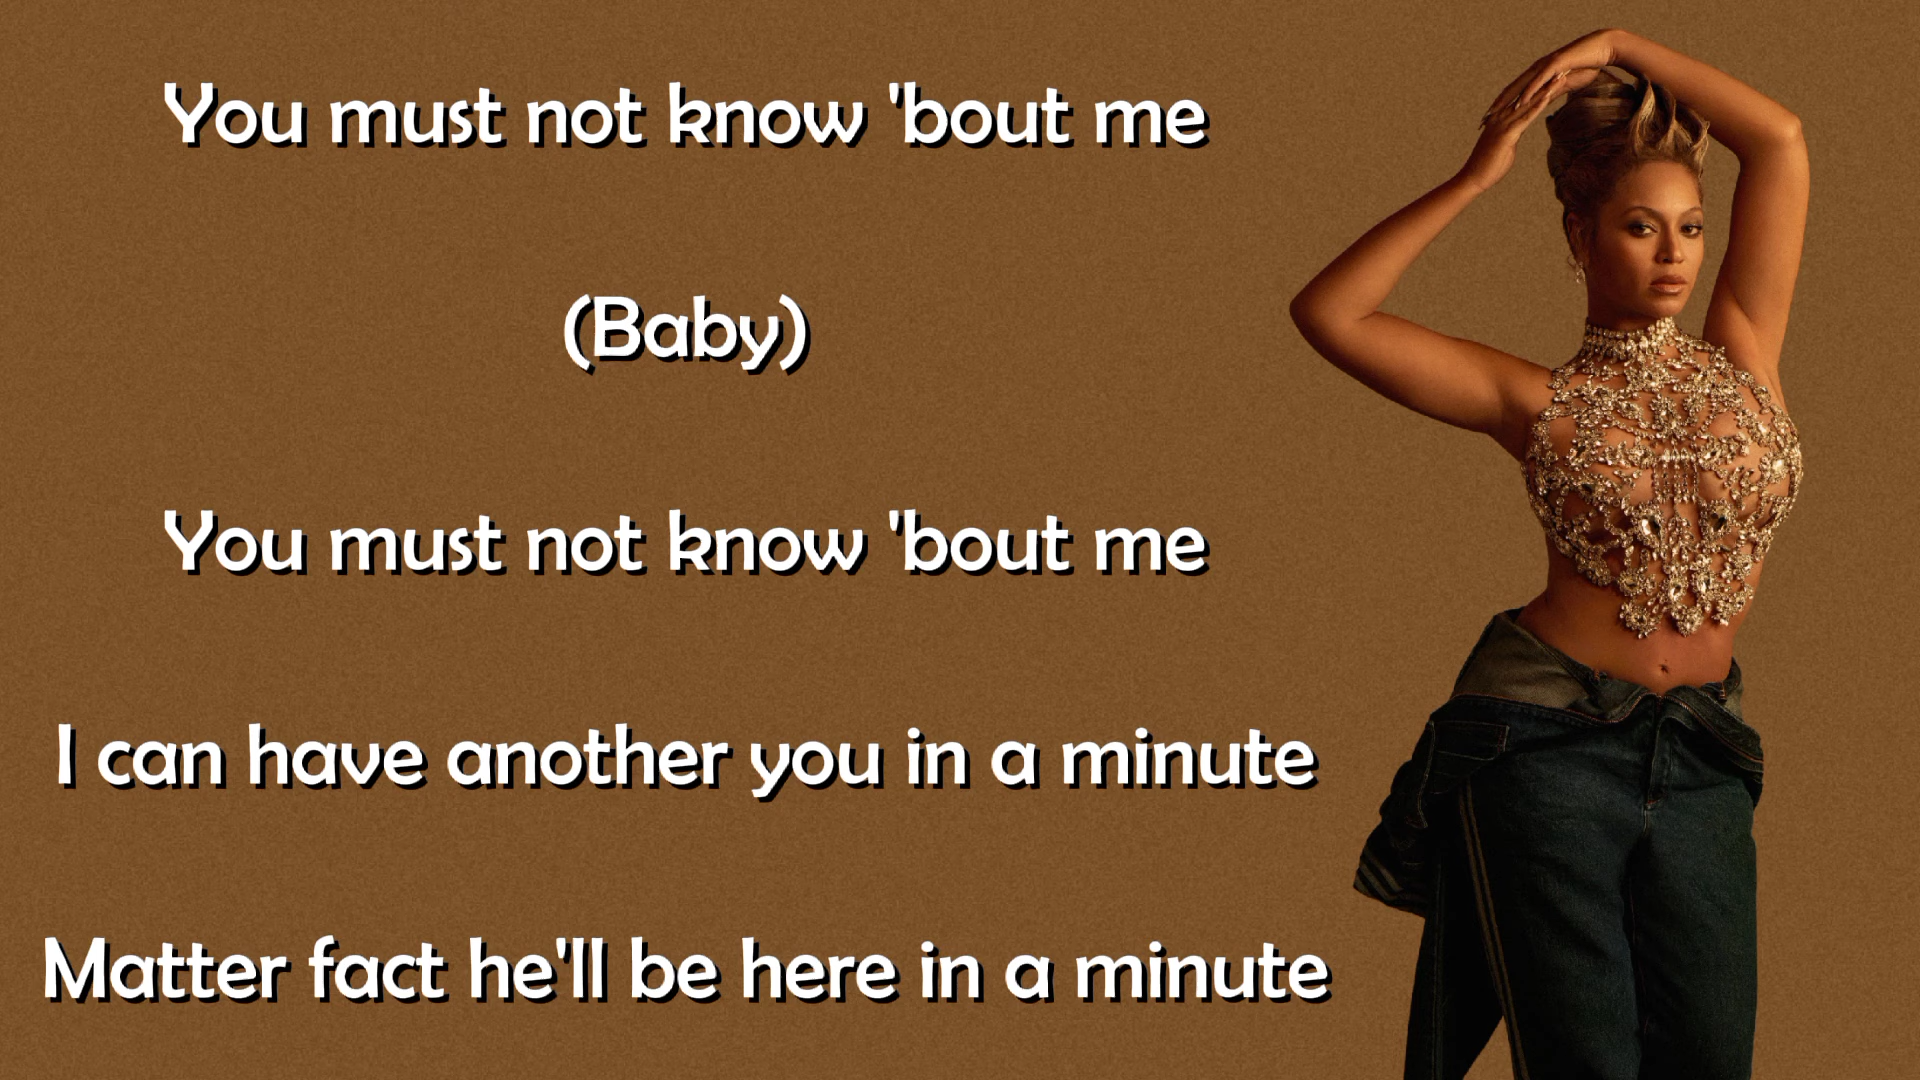 You must not know 'bout me
(Baby)
You must not know 'bout me
I can have another you in a minute
Matter fact he'll be here in a minute